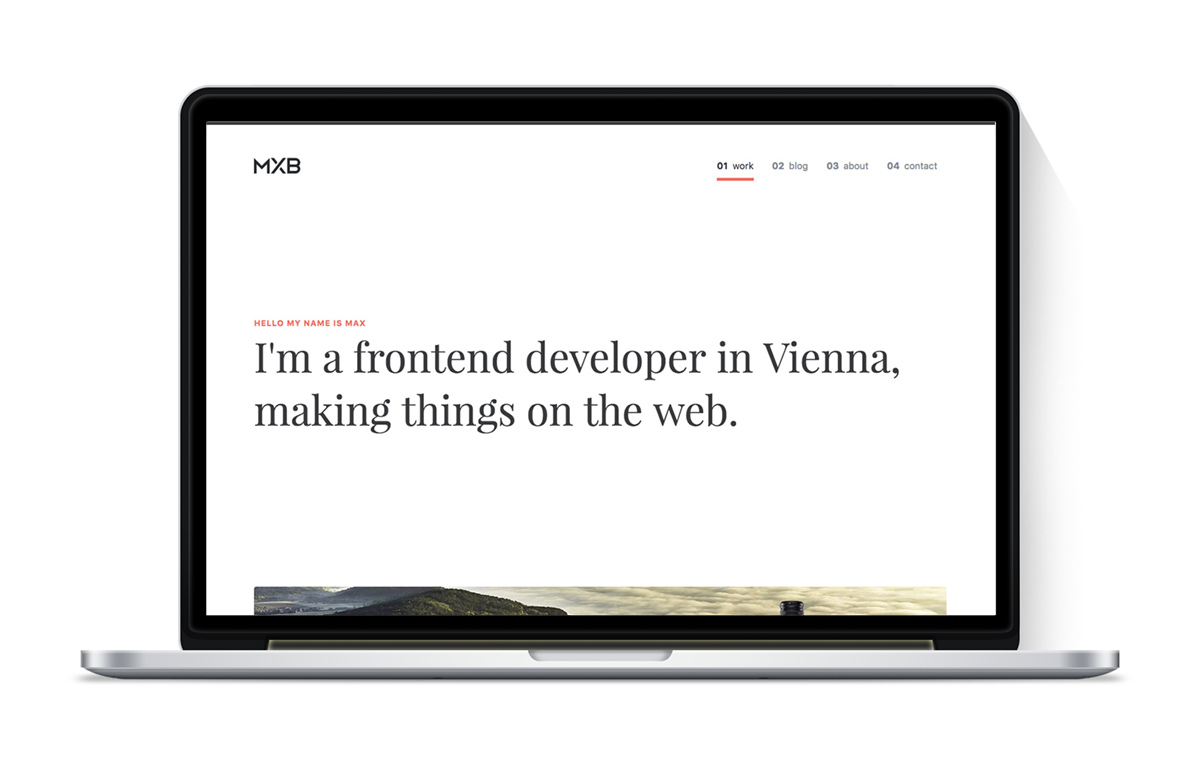 MXB
01 work 02 blog 03 about 04 contact
HELLO MY NAME IS MAX
I'm a frontend developer in Vienna,
making things on the web.